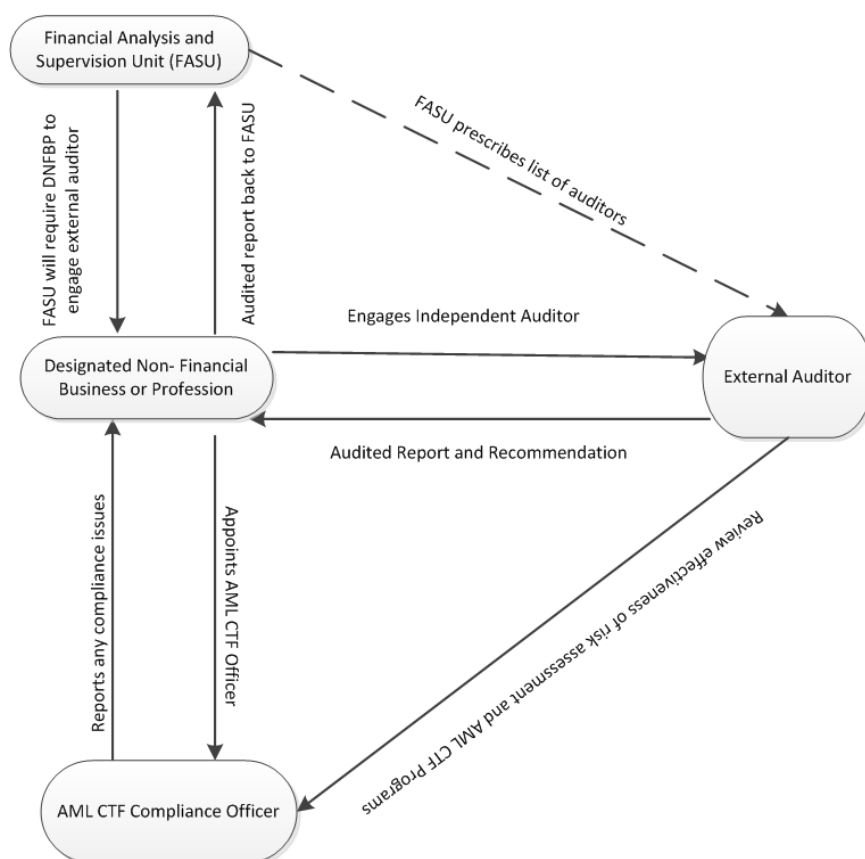 Financial Analysis and
Supervision Unit (FASU)
FASU will require DNFBP to
engage external auditor
Audited report back to FASU
FASU prescribes list of auditors
Engages Independent Auditor
Designated Non- Financial
Business or Profession
External Auditor
Audited Report and Recommendation
Reports any compliance issues
Appoints AML CTF
Officer
Review effectiveness of risk assessment and AML CTF Programs
AML CTF Compliance Officer